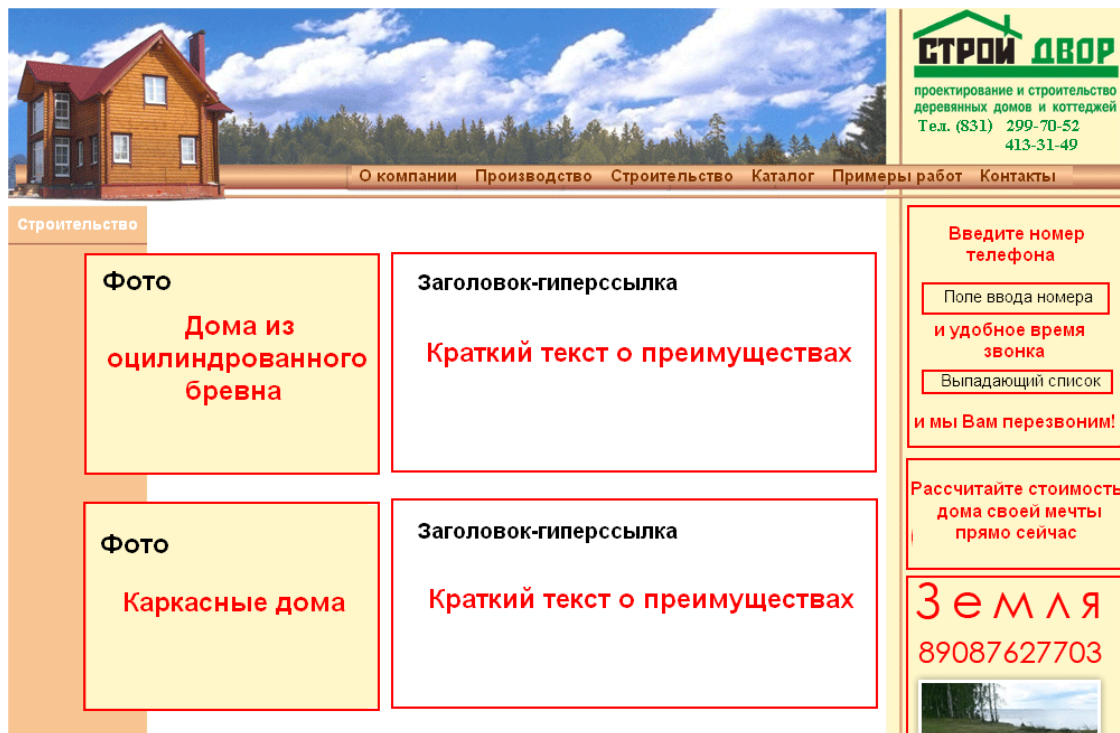 СТРОЙ ДВОР
проектирование и строительство
деревянных домов и коттеджей
Тел. (831) 299-70-52
413-31-49
О компании Производство Строительство Каталог Примеры работ Контакты
Строительство
Фото
Дома из
оцилиндрованного
бревна
Заголовок-гиперссылка
Краткий текст о преимуществах
Фото
Каркасные дома
Заголовок-гиперссылка
Краткий текст о преимуществах
Введите номер
телефона
Поле ввода номера
и удобное время
звонка
Выпадающий список
и мы Вам перезвоним!
Рассчитайте стоимость
дома своей мечты
прямо сейчас
Земля
89087627703